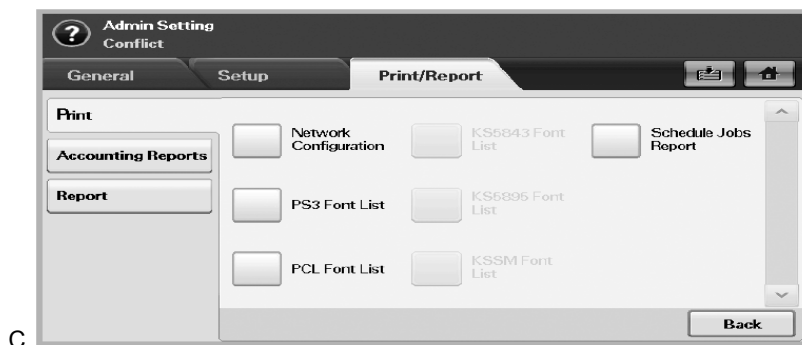 ?
Admin Setting
Conflict
General
Setup
Print/Report
Print
Accounting Reports
Report
Network
Configuration
KS5843 Font
List
Schedule Jobs
Report
PS3 Font List
KS5895 Font
List
PCL Font List
KSSM Font
List
Back
C